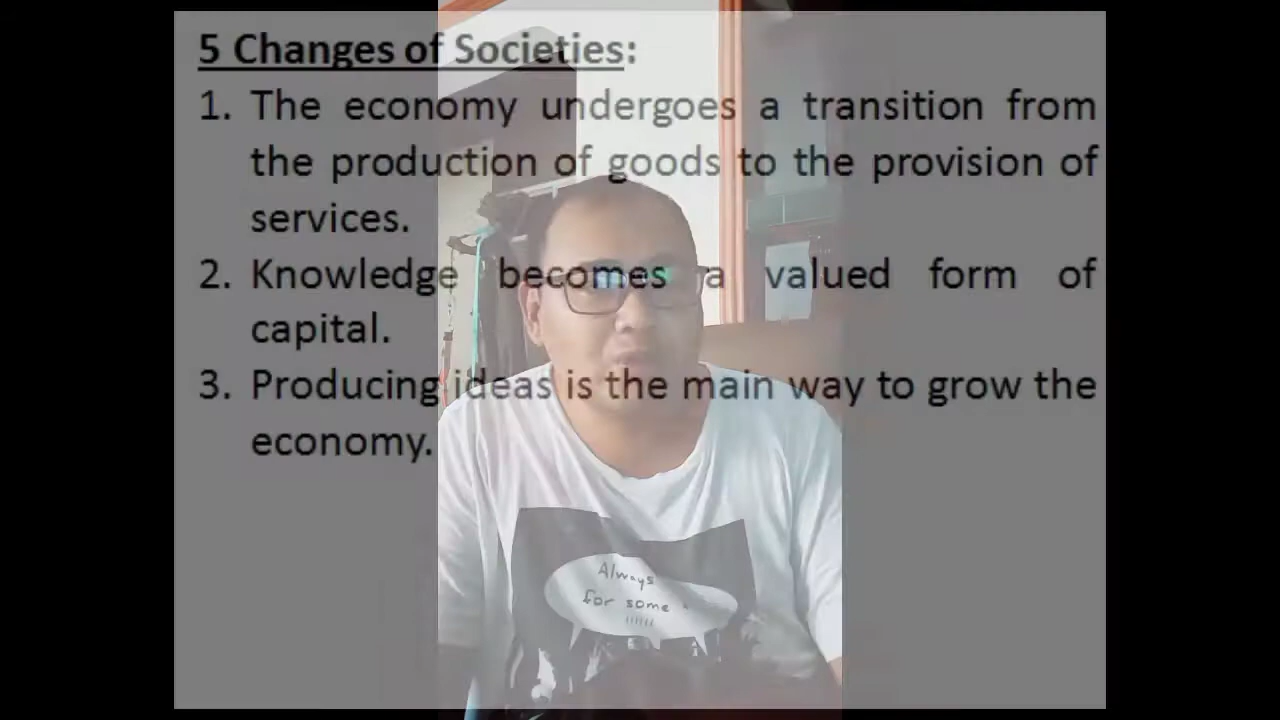 5 Changes of Societies:
1. The economy undergoes a transition from
the production of goods to the provision of
services.
2. Knowledge becomes a valued form of
capital.
3. Producing ideas is the main way to grow the
economy.
Always
for some